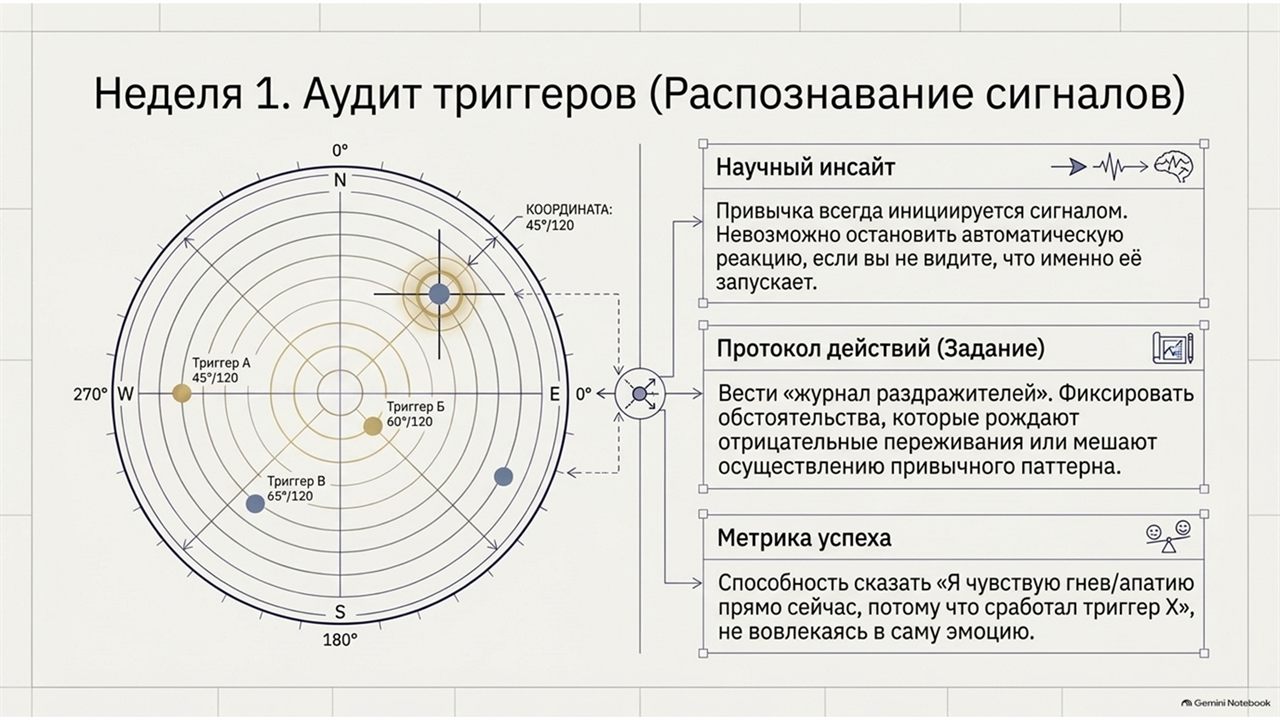 Неделя 1. Аудит триггеров (Распознавание сигналов)
0°
N
КООРДИНАТА:
45°/120
Триггер А
45°/120
270°
W
E
0°
Триггер Б
60°/120
Триггер В
65°/120
S
180°
Научный инсайт
Привычка всегда инициируется сигналом.
Невозможно остановить автоматическую
реакцию, если вы не видите, что именно её
запускает.
Протокол действий (Задание)
Вести «журнал раздражителей». Фиксировать
обстоятельства, которые рождают
отрицательные переживания или мешают
осуществлению привычного паттерна.
Метрика успеха
Способность сказать «Я чувствую гнев/апатию
прямо сейчас, потому что сработал триггер X»,
не вовлекаясь в саму эмоцию.
Gemini Notebook